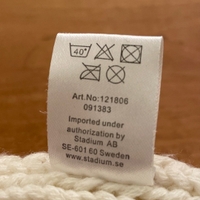 40°
Art.No:121806
091383
Imported under
authorization by
Stadium AB
SE-601 60 Sweden
www.stadium.se